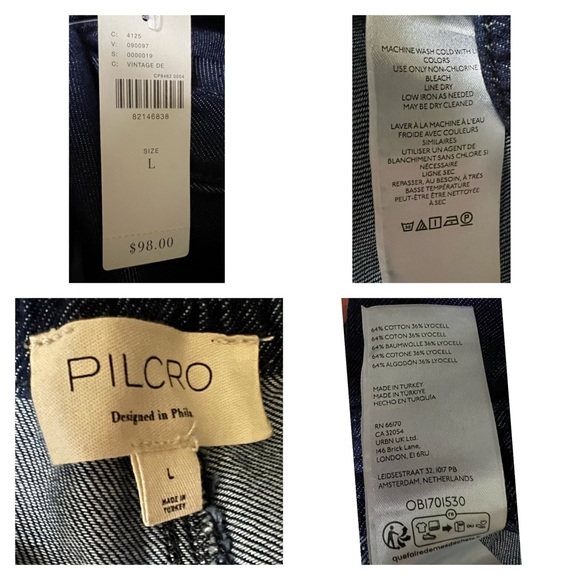 C: 4125
V: 090097
S: 0000019
C: VINTAGE DE
82146838
SIZE
L
$98.00
MACHINE WASH COLD WITH L
COLORS
USE ONLY NON-CHLORINE
BLEACH
LINE DRY
LOW IRON AS NEEDED
MAY BE DRY CLEANED
LAVER À LA MACHINE À L'EAU
FROIDE AVEC COULEURS
SIMILAIRES
UTILISER UN AGENT DE
BLANCHIMENT SANS CHLORE SI
NÉCESSAIRE
LIGNE SEC
REPASSER, AU BESOIN, À TRÈS
BASSE TEMPÉRATURE
PEUT-ÊTRE ÊTRE NETTOYÉE
À SEC
PILCRO
Designed in Phila
L
MADE IN
TURKEY
64% COTTON 36% LYOCELL
64% COTON 36% LYOCELL
64% BAUMWOLLE 36% LYOCELL
64% COTONE 36% LYOCELL
64% ALGODÓN 36% LYOCELL
MADE IN TURKEY
MADE IN TÜRKIYE
HECHO EN TURQUÍA
RN 66170
CA 32054
URBN UK Ltd.
146 Brick Lane,
LONDON, E1 6RU
LEIDSESTRAAT 32, 1017 PB
AMSTERDAM, NETHERLANDS
OB1701530
FR
quefairedemesdeche